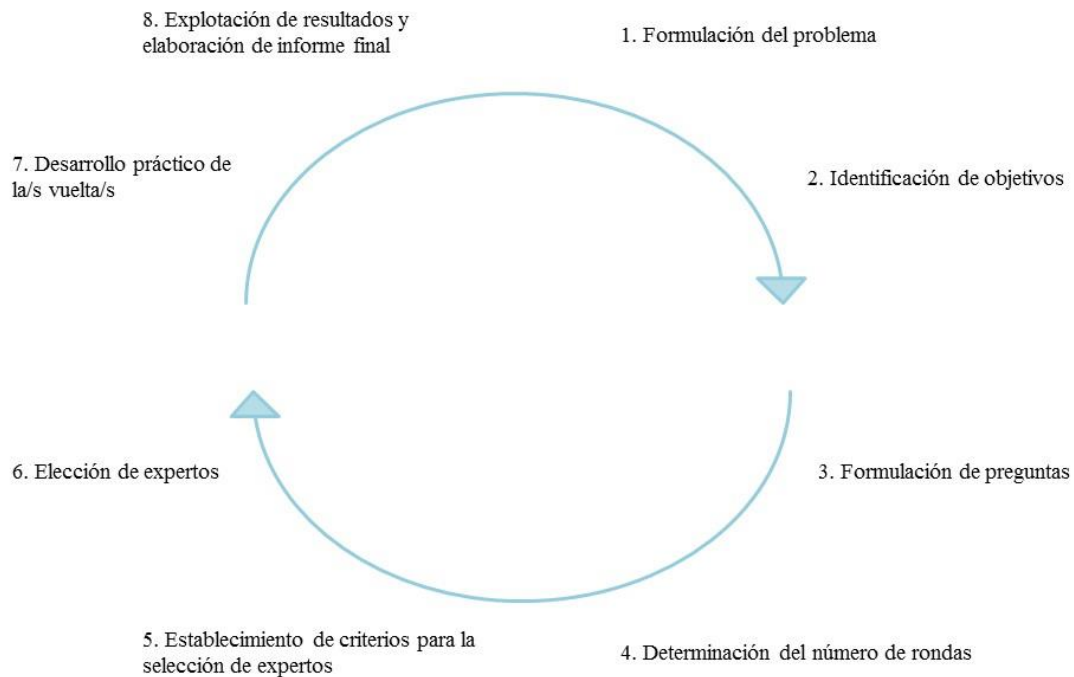 8. Explotación de resultados y
elaboración de informe final
1. Formulación del problema
7. Desarrollo práctico de
la/s vuelta/s
2. Identificación de objetivos
6. Elección de expertos
3. Formulación de preguntas
5. Establecimiento de criterios para la
selección de expertos
4. Determinación del número de rondas